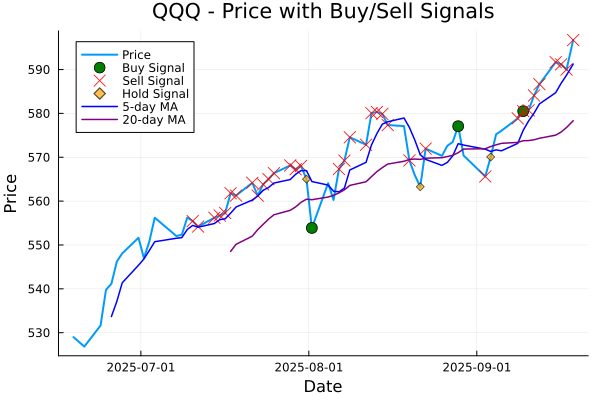 QQQ - Price with Buy/Sell Signals
Price
Buy Signal
Sell Signal
Hold Signal
5-day MA
20-day MA
590
580
570
560
550
540
530
Price
2025-07-01
2025-08-01
2025-09-01
Date